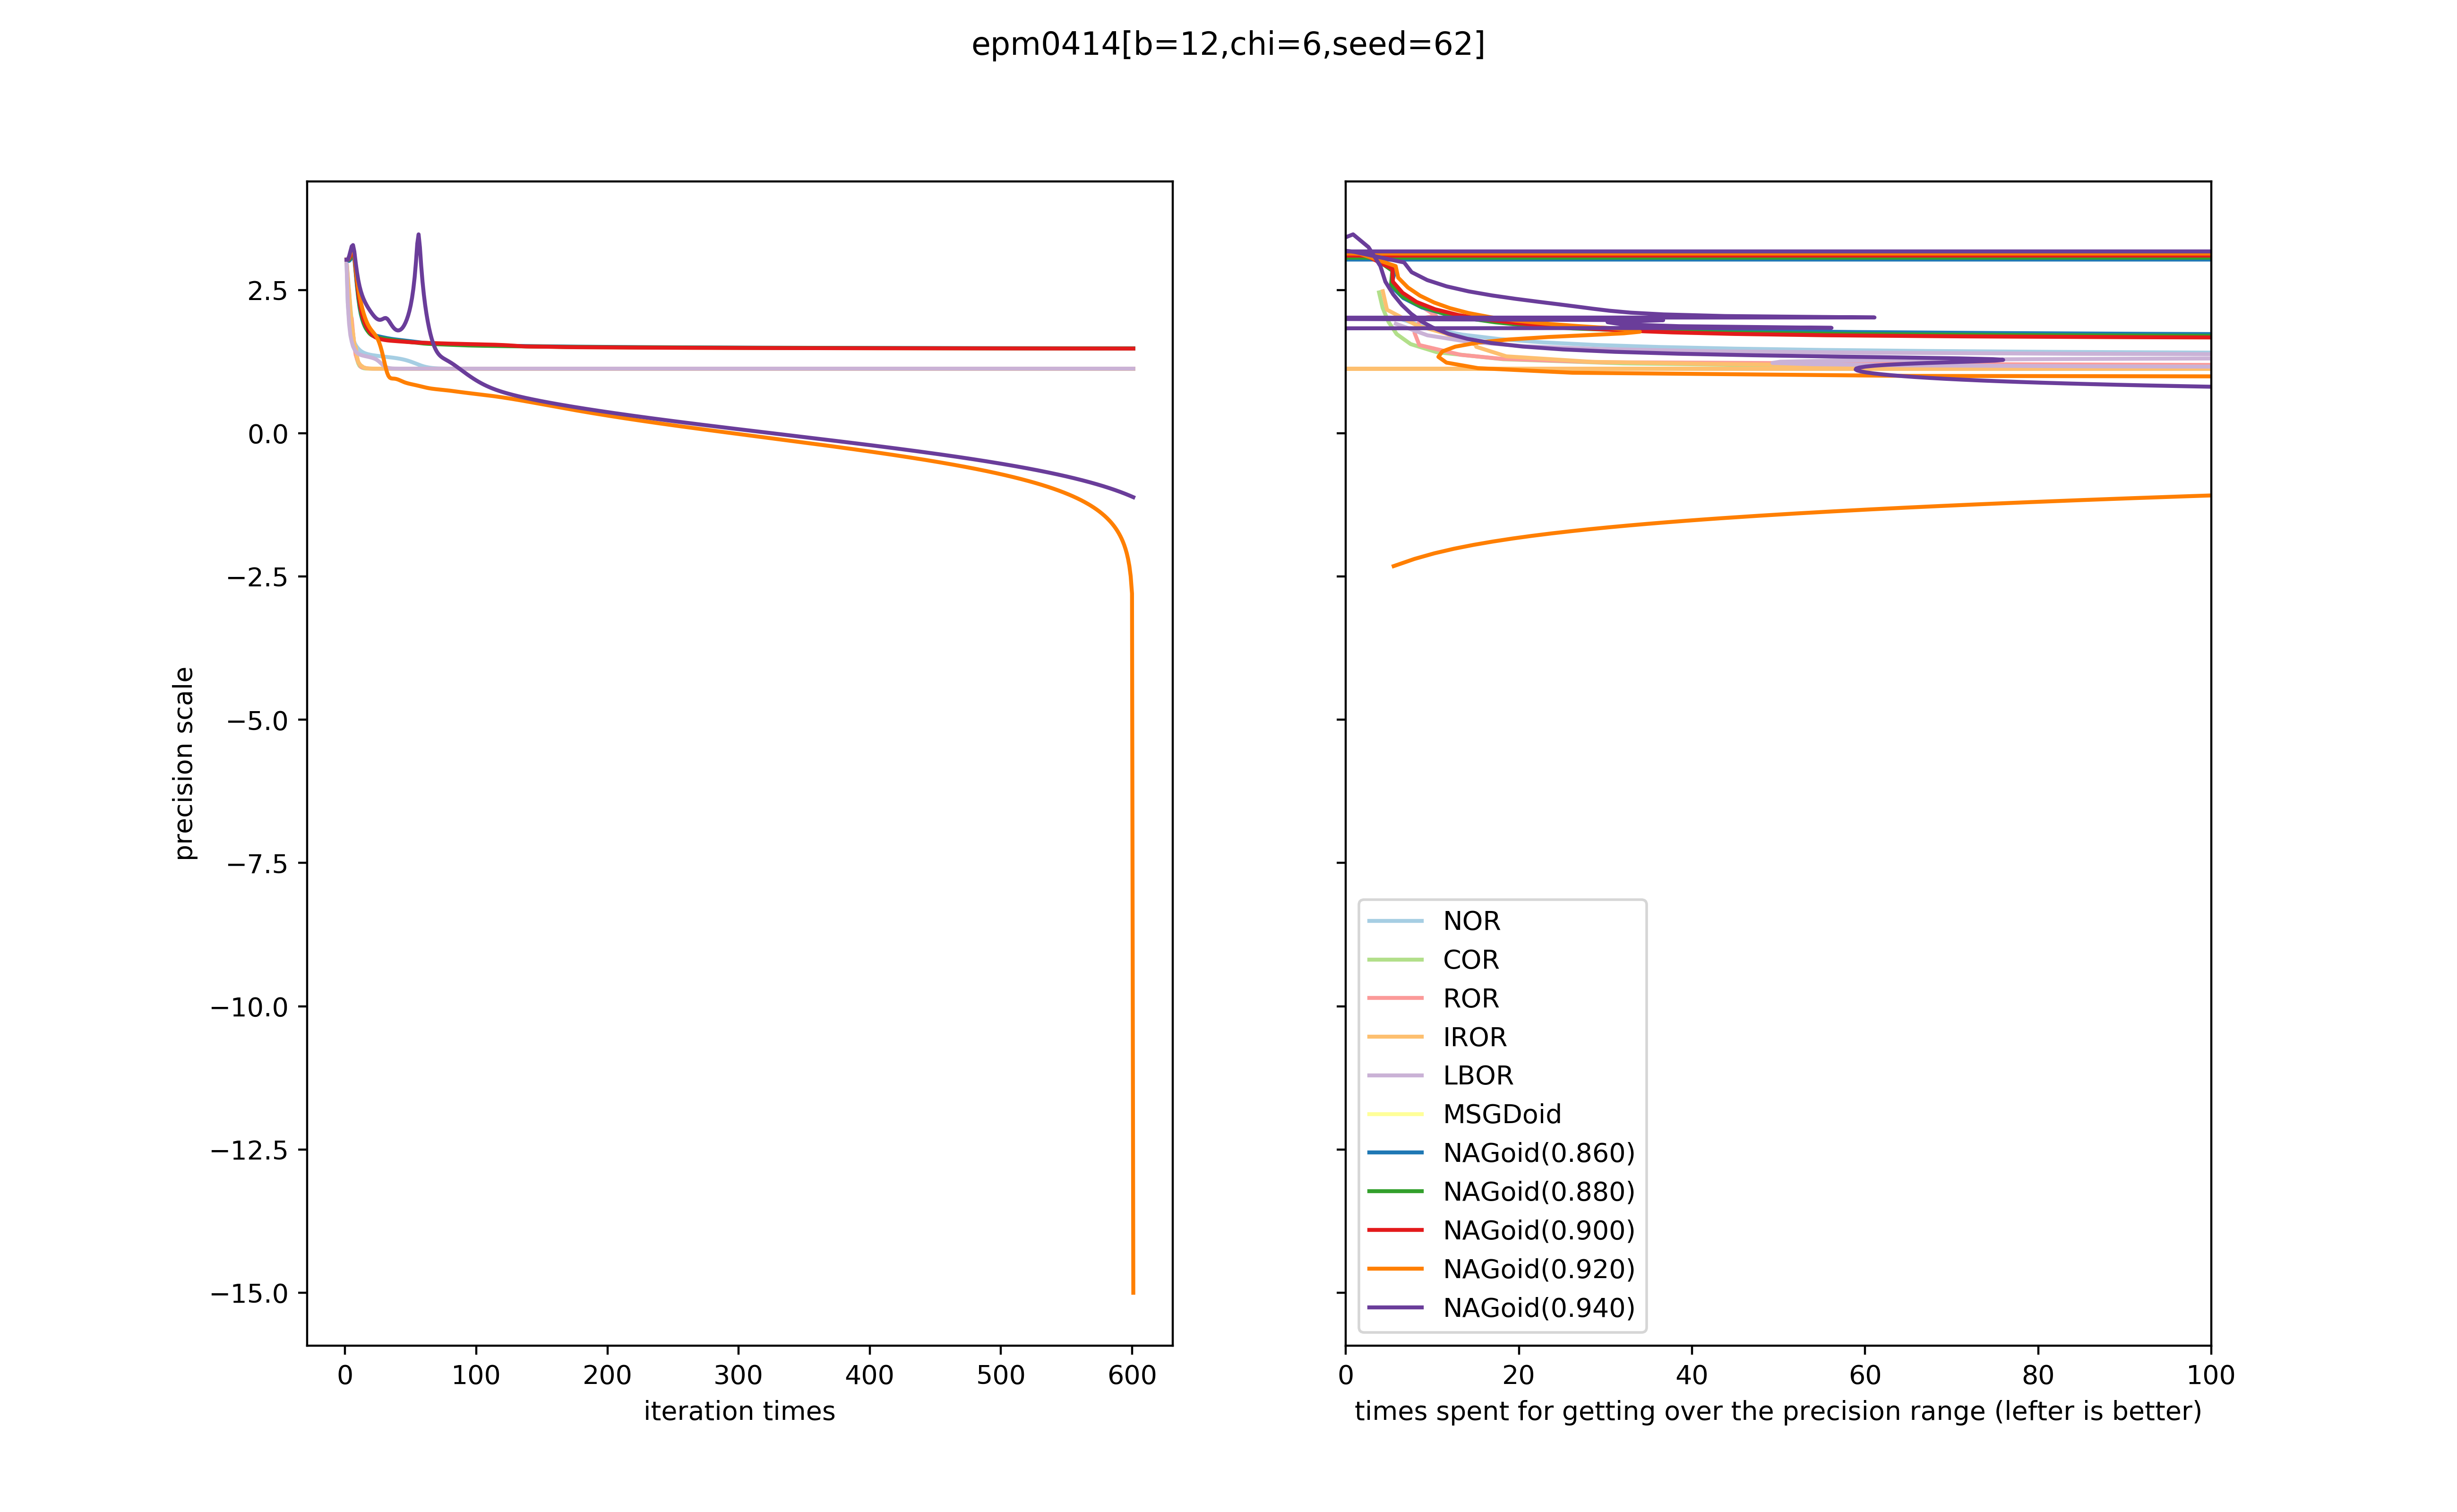 epm0414[b=12,chi=6,seed=62]
precision scale
2.5
0.0
−2.5
−5.0
−7.5
−10.0
−12.5
−15.0
0 100 200 300 400 500 600
iteration times
NOR
COR
ROR
IROR
LBOR
MSGDoid
NAGoid(0.860)
NAGoid(0.880)
NAGoid(0.900)
NAGoid(0.920)
NAGoid(0.940)
0 20 40 60 80 100
times spent for getting over the precision range (lefter is better)